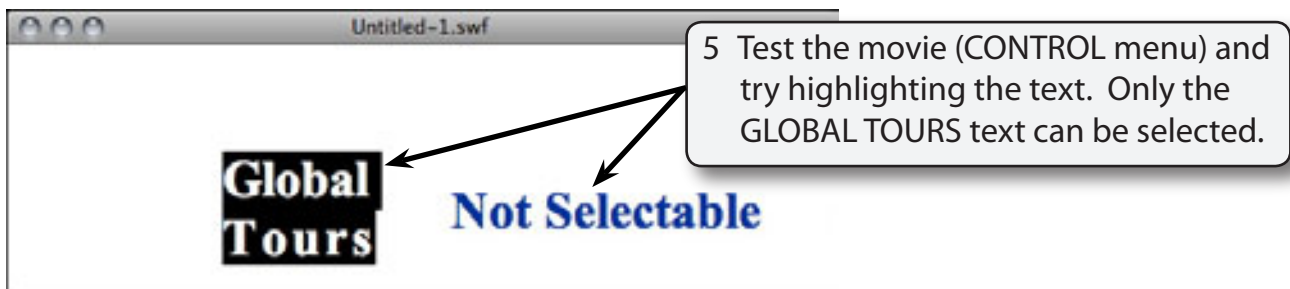 Untitled-1.swf
5 Test the movie (CONTROL menu) and
try highlighting the text. Only the
GLOBAL TOURS text can be selected.
Global
Tours
Not Selectable